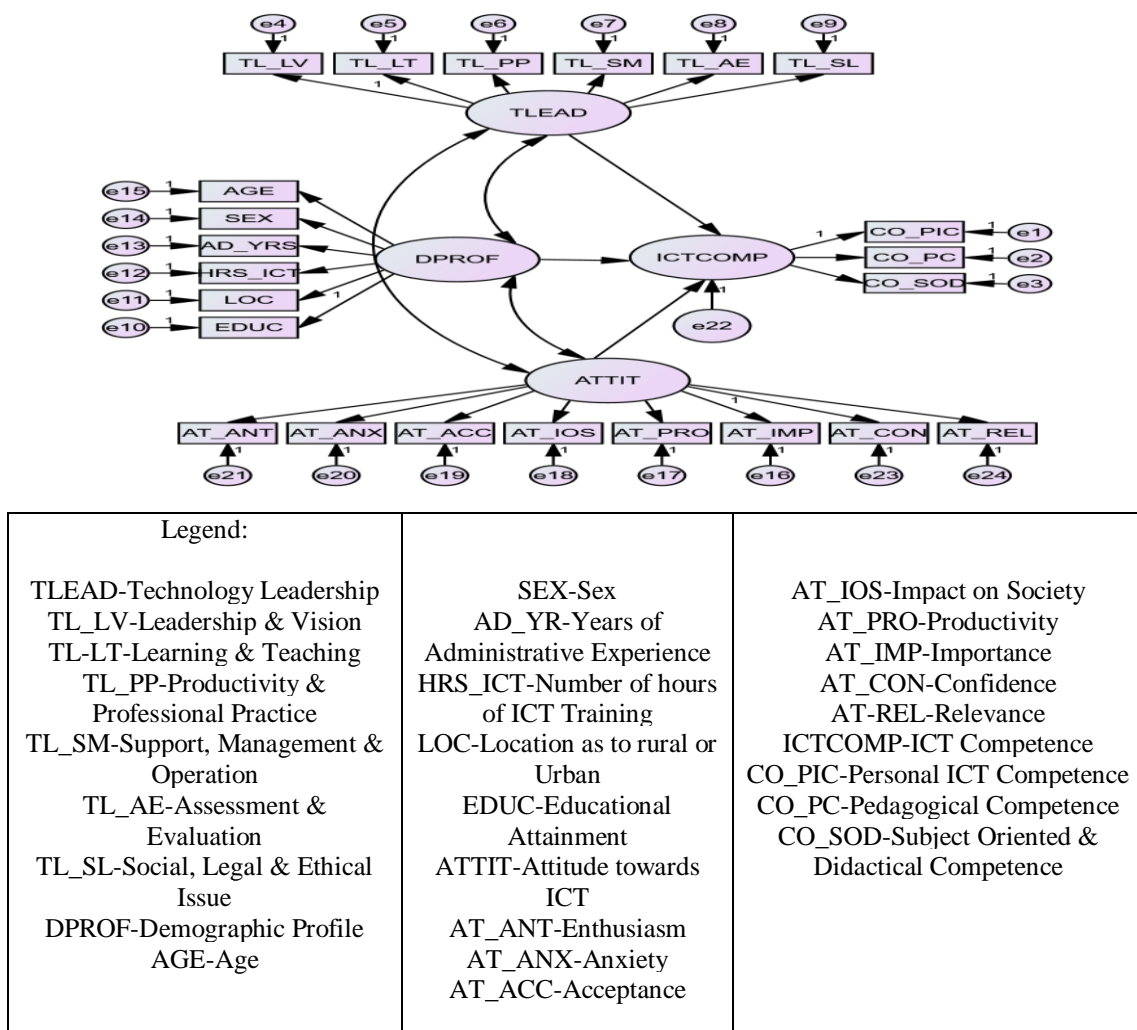 e4 e5 e6 e7 e8 e9
1 1 1 1 1 1
TL_LV TL_LT TL_PP TL_SM TL_AE TL_SL
1
TLEAD
e15 1 AGE
e14 1 SEX
e13 1 AD_YRS
e12 1 HRS_ICT
e11 1 LOC
e10 1 EDUC
1
DPROF
ICTCOMP
1
CO_PIC 1 e1
CO_PC 1 e2
CO_SOD 1 e3
1
e22
ATTIT
1
AT_ANT AT_ANX AT_ACC AT_IOS AT_PRO AT_IMP AT_CON AT_REL
1 1 1 1 1 1 1 1
e21 e20 e19 e18 e17 e16 e23 e24
Legend:
TLEAD-Technology Leadership
TL_LV-Leadership & Vision
TL-LT-Learning & Teaching
TL_PP-Productivity &
Professional Practice
TL_SM-Support, Management &
Operation
TL_AE-Assessment &
Evaluation
TL_SL-Social, Legal & Ethical
Issue
DPROF-Demographic Profile
AGE-Age
SEX-Sex
AD_YR-Years of
Administrative Experience
HRS_ICT-Number of hours
of ICT Training
LOC-Location as to rural or
Urban
EDUC-Educational
Attainment
ATTIT-Attitude towards
ICT
AT_ANT-Enthusiasm
AT_ANX-Anxiety
AT_ACC-Acceptance
AT_IOS-Impact on Society
AT_PRO-Productivity
AT_IMP-Importance
AT_CON-Confidence
AT-REL-Relevance
ICTCOMP-ICT Competence
CO_PIC-Personal ICT Competence
CO_PC-Pedagogical Competence
CO_SOD-Subject Oriented &
Didactical Competence